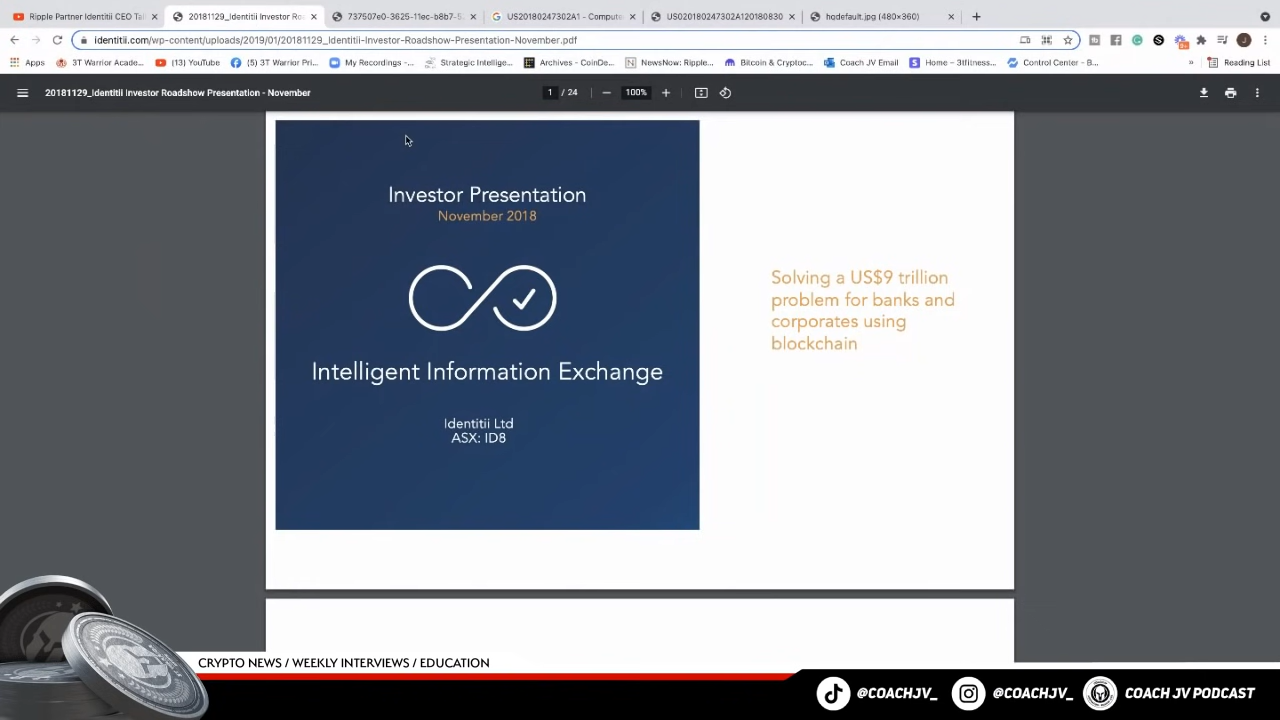 Ripple Partner Identitii CEO Tal
20181129_Identitii Investor Ro
737507e0-3625-11ec-b8b7-5
US20180247302A1 - Compute
US020180247302A120180830
hqdefault.jpg (480×360)
identitii.com/wp-content/uploads/2019/01/20181129_Identitii-Investor-Roadshow-Presentation-November.pdf
Apps
3T Warrior Acade...
(13) YouTube
(5) 3T Warrior Pri...
My Recordings -...
Strategic Intellige...
Archives - CoinDe...
NewsNow: Ripple...
Bitcoin & Cryptoc...
Coach JV Email
Home – 3tfitness...
Control Center - B...
»
Reading List
20181129_Identitii Investor Roadshow Presentation - November
1 / 24
100%
Investor Presentation
November 2018
Intelligent Information Exchange
Identitii Ltd
ASX: ID8
Solving a US$9 trillion
problem for banks and
corporates using
blockchain
CRYPTO NEWS / WEEKLY INTERVIEWS / EDUCATION
@COACHJV_
@COACHJV_
COACH JV PODCAST